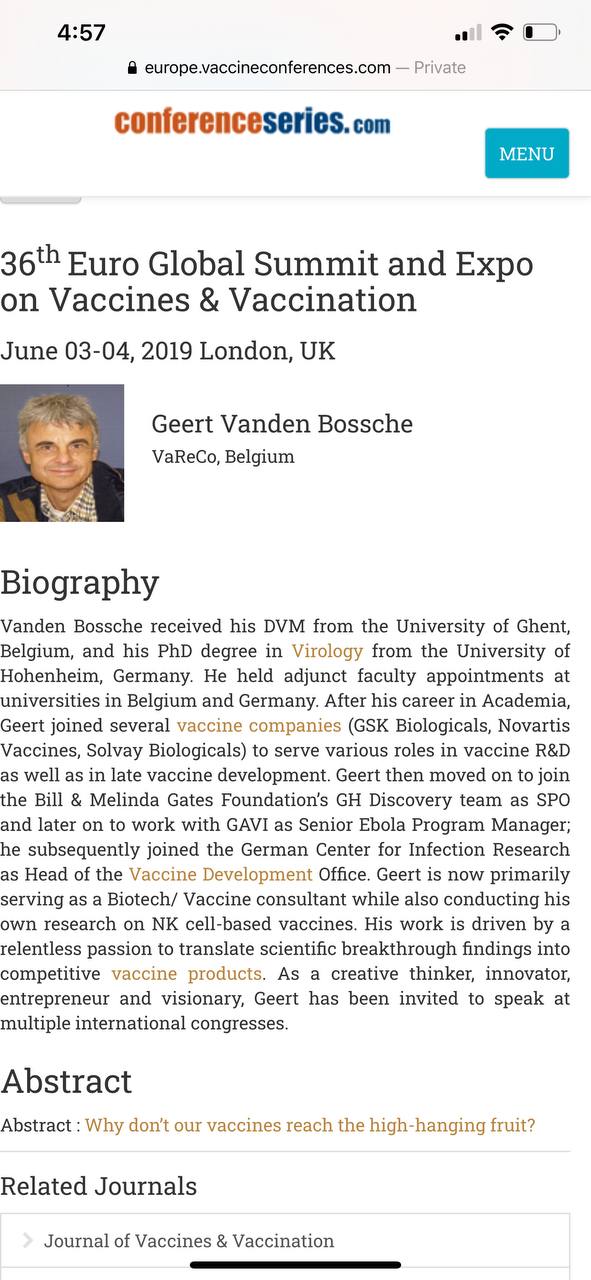 4:57
europe.vaccineconferences.com — Private
conferenceseries.com
MENU
36th Euro Global Summit and Expo
on Vaccines & Vaccination
June 03-04, 2019 London, UK
Geert Vanden Bossche
VaReCo, Belgium
Biography
Vanden Bossche received his DVM from the University of Ghent,
Belgium, and his PhD degree in Virology from the University of
Hohenheim, Germany. He held adjunct faculty appointments at
universities in Belgium and Germany. After his career in Academia,
Geert joined several vaccine companies (GSK Biologicals, Novartis
Vaccines, Solvay Biologicals) to serve various roles in vaccine R&D
as well as in late vaccine development. Geert then moved on to join
the Bill & Melinda Gates Foundation’s GH Discovery team as SPO
and later on to work with GAVI as Senior Ebola Program Manager;
he subsequently joined the German Center for Infection Research
as Head of the Vaccine Development Office. Geert is now primarily
serving as a Biotech/ Vaccine consultant while also conducting his
own research on NK cell-based vaccines. His work is driven by a
relentless passion to translate scientific breakthrough findings into
competitive vaccine products. As a creative thinker, innovator,
entrepreneur and visionary, Geert has been invited to speak at
multiple international congresses.
Abstract
Abstract : Why don’t our vaccines reach the high-hanging fruit?
Related Journals
Journal of Vaccines & Vaccination